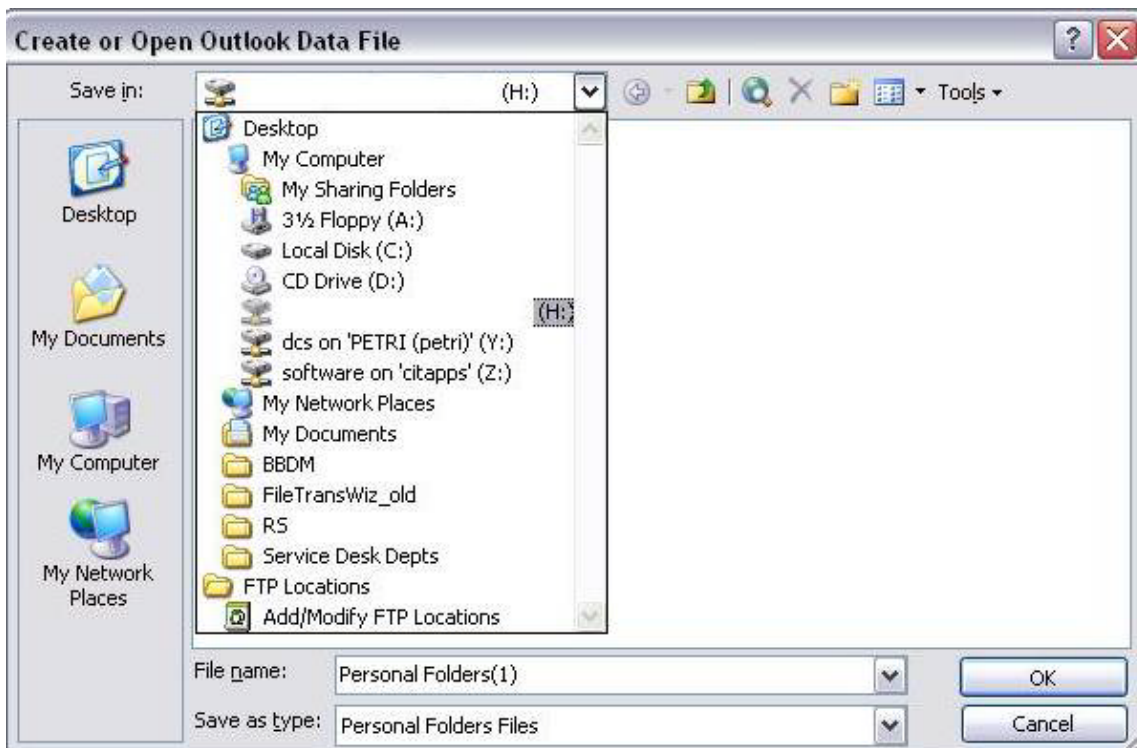 Create or Open Outlook Data File
Save in:
(H:)
Tools
Desktop
My Computer
My Sharing Folders
3½ Floppy (A:)
Local Disk (C:)
CD Drive (D:)
(H:)
dcs on 'PETRI (petri)' (Y:)
software on 'citapps' (Z:)
My Network Places
My Documents
BBDM
FileTransWiz_old
RS
Service Desk Depts
FTP Locations
Add/Modify FTP Locations
Desktop
My Documents
My Computer
My Network
Places
File name:
Personal Folders(1)
OK
Save as type:
Personal Folders Files
Cancel